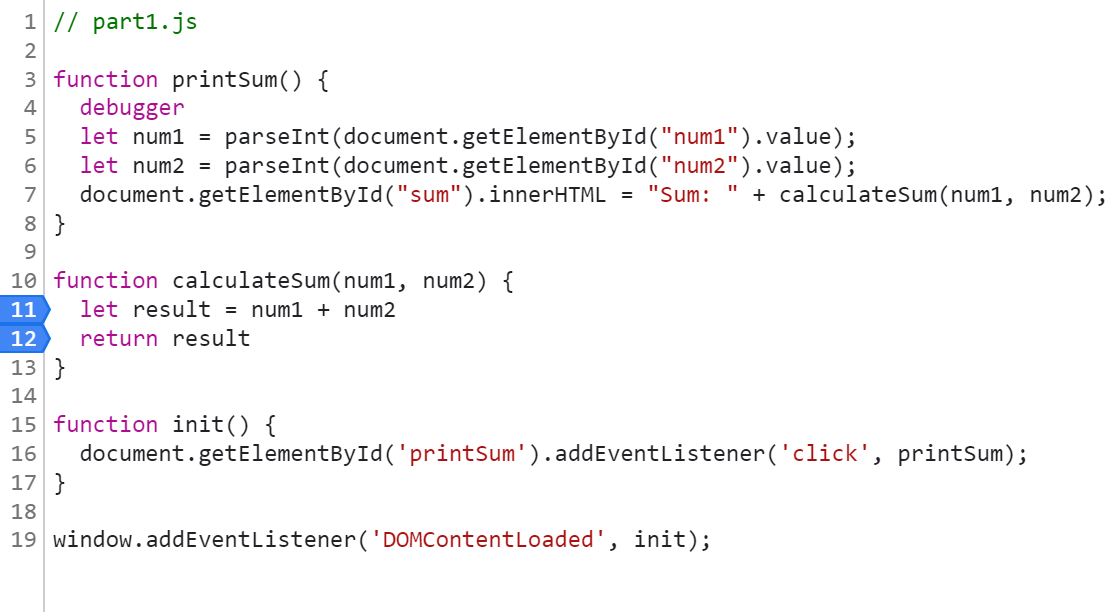 1 // part1.js
2
3 function printSum() {
4   debugger
5   let num1 = parseInt(document.getElementById("num1").value);
6   let num2 = parseInt(document.getElementById("num2").value);
7   document.getElementById("sum").innerHTML = "Sum: " + calculateSum(num1, num2);
8 }
9
10 function calculateSum(num1, num2) {
11   let result = num1 + num2
12   return result
13 }
14
15 function init() {
16   document.getElementById('printSum').addEventListener('click', printSum);
17 }
18
19 window.addEventListener('DOMContentLoaded', init);